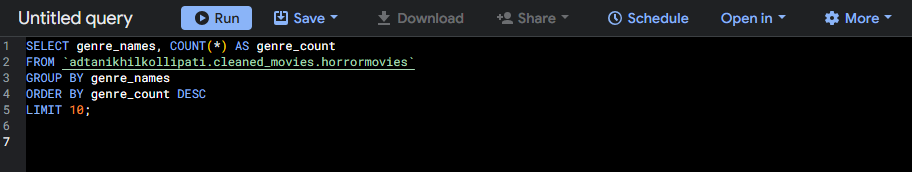 Untitled query Run Save Download Share Schedule Open in More
1 SELECT genre_names, COUNT(*) AS genre_count
2 FROM `adtanikhilkollipati.cleaned_movies.horrormovies`
3 GROUP BY genre_names
4 ORDER BY genre_count DESC
5 LIMIT 10;
6
7